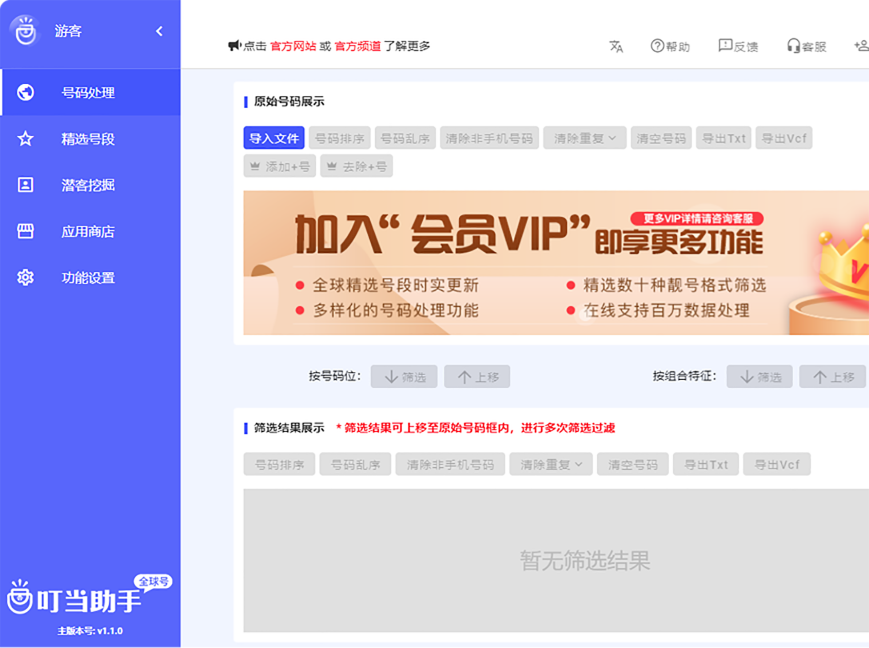 游客
点击 官方网站 或 官方频道 了解更多
帮助
反馈
客服
号码处理
精选号段
潜客挖掘
应用商店
功能设置
原始号码展示
导入文件 号码排序 号码乱序 清除非手机号码 清除重复 清空号码 导出Txt 导出Vcf
添加+号 去除+号
加入“会员VIP”
更多VIP详情请咨询客服
即享更多功能
全球精选号段时实更新
精选数十种靓号格式筛选
多样化的号码处理功能
在线支持百万数据处理
按号码位： 筛选 上移
按组合特征： 筛选 上移
筛选结果展示 *筛选结果可上移至原始号码框内，进行多次筛选过滤
号码排序 号码乱序 清除非手机号码 清除重复 清空号码 导出Txt 导出Vcf
暂无筛选结果
全球号
叮当助手
主版本号: v1.1.0